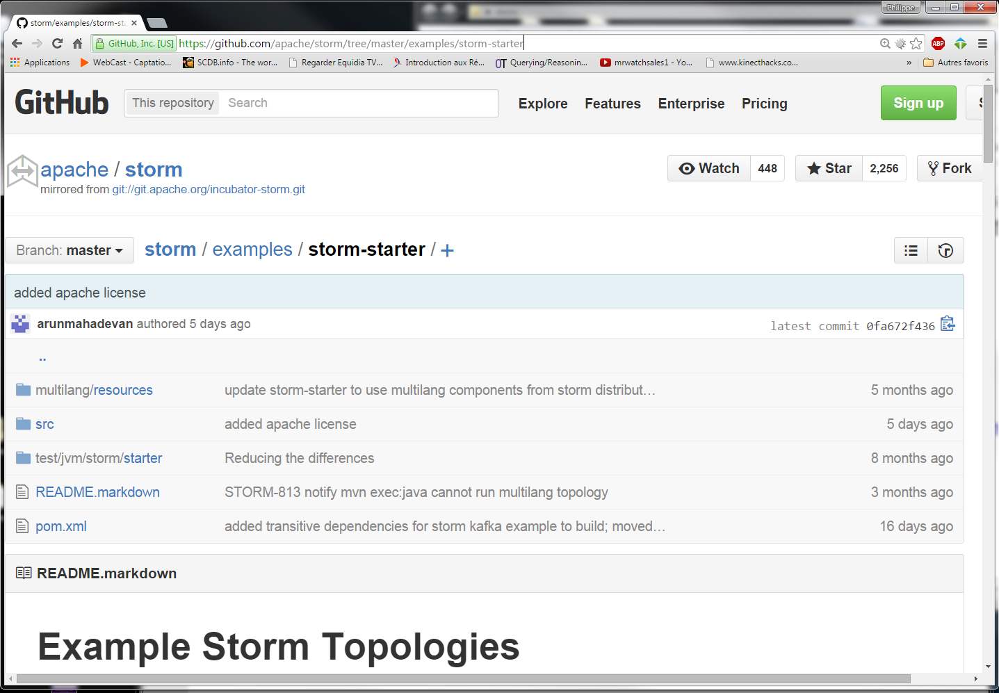 Philippe
storm/examples/storm-sta
GitHub, Inc. [US] https://github.com/apache/storm/tree/master/examples/storm-starter
ABP
Applications WebCast - Captatio... SCDB.info - The wor... Regarder Equidia TV... Introduction aux Ré... Querying/Reasonin... mrwatchsales1 - Yo... www.kinecthacks.co... » Autres favoris
GitHub This repository Search Explore Features Enterprise Pricing Sign up S
apache / storm Watch 448 Star 2,256 Fork
mirrored from git://git.apache.org/incubator-storm.git
Branch: master storm / examples / storm-starter / +
added apache license
arunmahadevan authored 5 days ago latest commit 0fa672f436
..
multilang/resources update storm-starter to use multilang components from storm distribut… 5 months ago
src added apache license 5 days ago
test/jvm/storm/starter Reducing the differences 8 months ago
README.markdown STORM-813 notify mvn exec:java cannot run multilang topology 3 months ago
pom.xml added transitive dependencies for storm kafka example to build; moved… 16 days ago
README.markdown
Example Storm Topologies